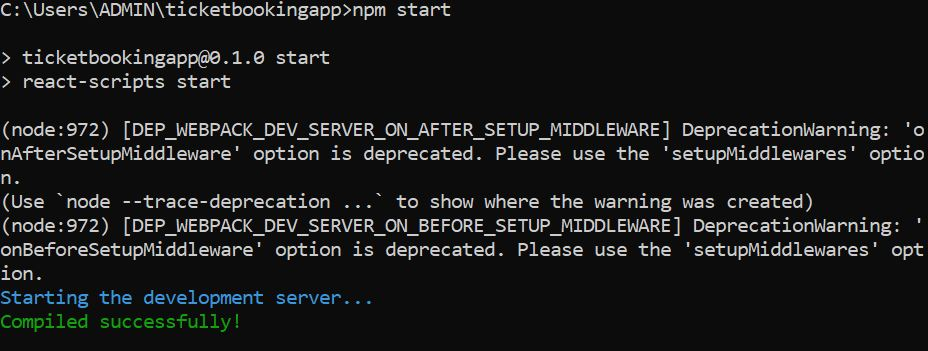 C:\Users\ADMIN\ticketbookingapp>npm start
> ticketbookingapp@0.1.0 start
> react-scripts start
(node:972) [DEP_WEBPACK_DEV_SERVER_ON_AFTER_SETUP_MIDDLEWARE] DeprecationWarning: 'o
nAfterSetupMiddleware' option is deprecated. Please use the 'setupMiddlewares' optio
n.
(Use `node --trace-deprecation ...` to show where the warning was created)
(node:972) [DEP_WEBPACK_DEV_SERVER_ON_BEFORE_SETUP_MIDDLEWARE] DeprecationWarning: '
onBeforeSetupMiddleware' option is deprecated. Please use the 'setupMiddlewares' opt
ion.
Starting the development server...
Compiled successfully!